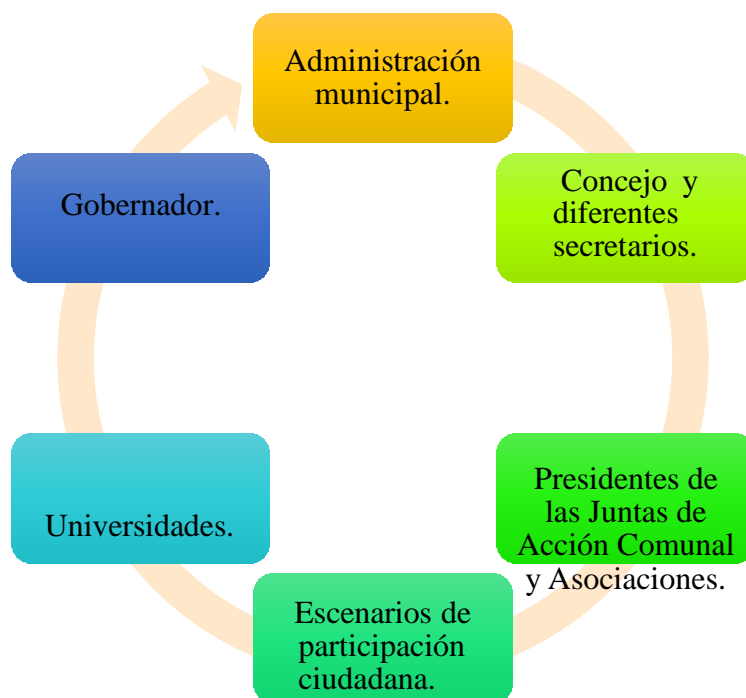 Administración
municipal.
Concejo y
diferentes
secretarios.
Presidentes de
las Juntas de
Acción Comunal
y Asociaciones.
Escenarios de
participación
ciudadana.
Universidades.
Gobernador.